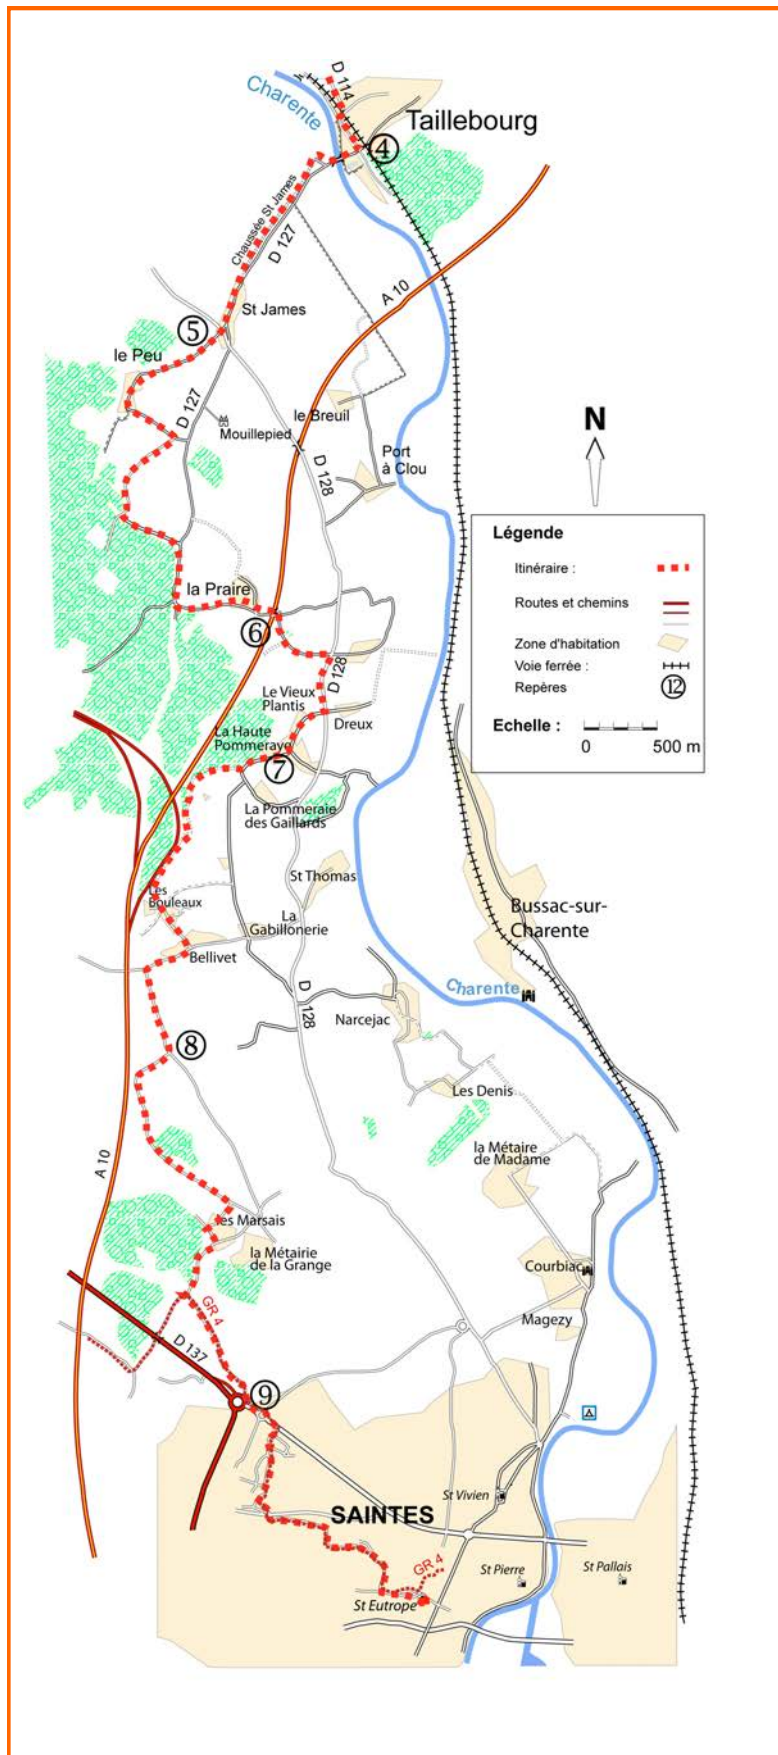 D 114
Charente
Taillebourg
4
Chaussée St James
D 127
A 10
St James
5
le Peu
D 127
le Breuil
Mouillepied
N
Port
à Clou
D 128
Légende
Itinéraire :
Routes et chemins
Zone d'habitation
Voie ferrée :
Repères
12
Echelle :
0 500 m
la Praire
6
D 128
Le Vieux
Plantis
Dreux
La Haute
Pommeraye
7
La Pommeraie
des Gaillards
St Thomas
Les
Bouleaux
La
Gabillonerie
Bussac-sur-
Charente
Bellivet
Charente
D 128
Narcejac
8
Les Denis
A 10
la Métaire
de Madame
les Marsais
la Métairie
de la Grange
Courbiac
GR 4
Magezy
D 137
9
St Vivien
SAINTES
GR 4
St Pierre
St Pallais
St Eutrope